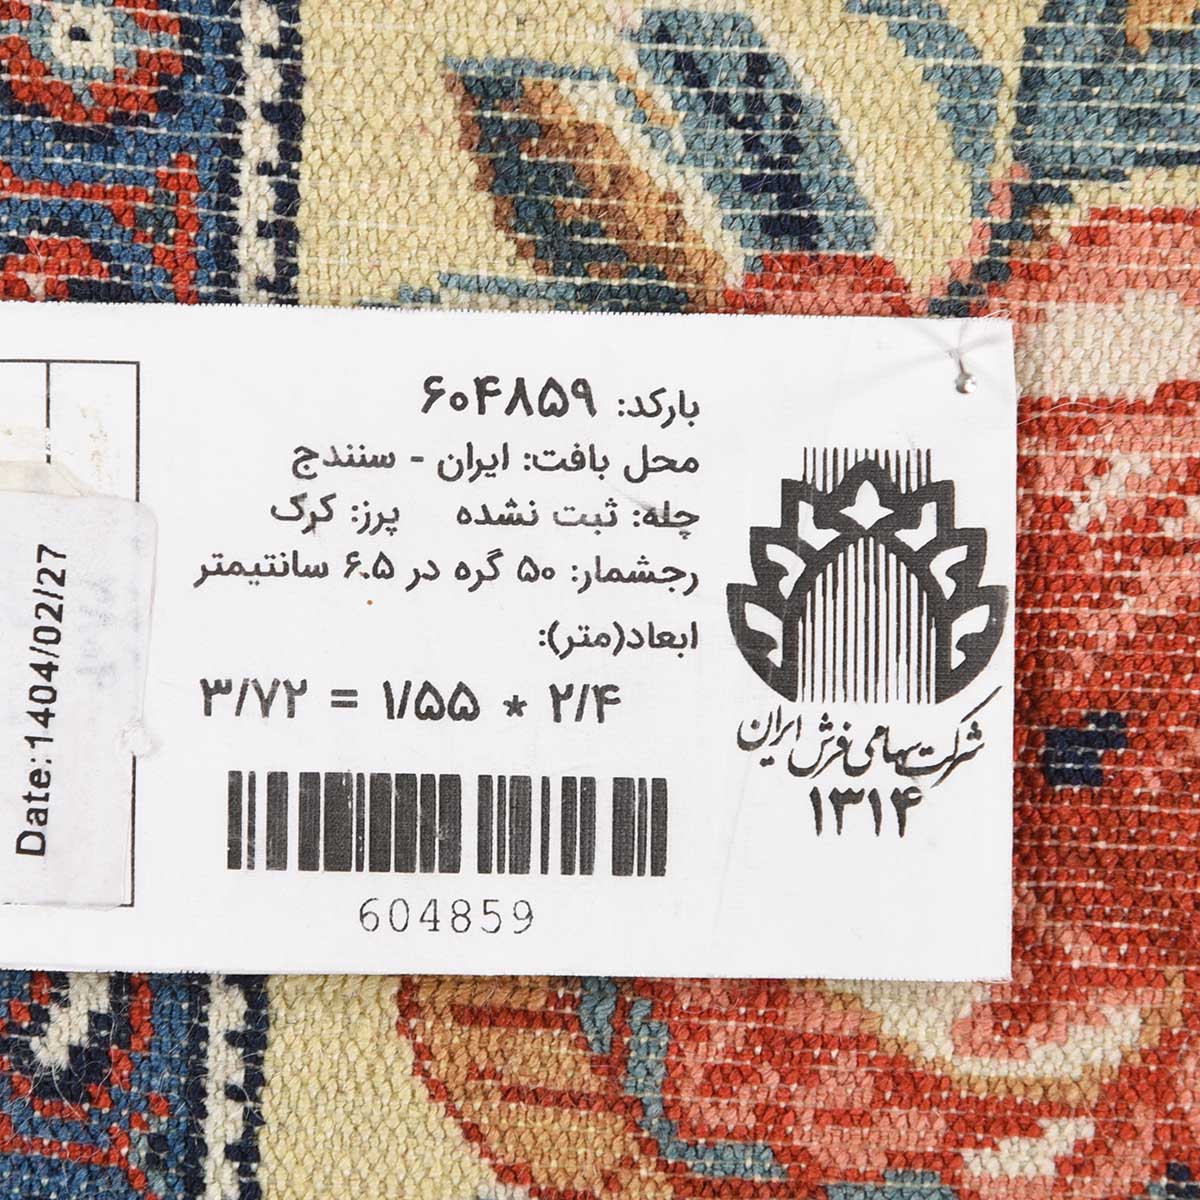 بارکد: ۶۰۴۸۵۹
محل بافت: ایران - سنندج
چله: ثبت نشده پرز: کرک
رجشمار: ۵۰ گره در ۶.۵ سانتیمتر
ابعاد(متر):
۲/۴ * ۱/۵۵ = ۳/۷۲
604859
شرکت سهامی فرش ایران
۱۳۱۴
Date:1404/02/27